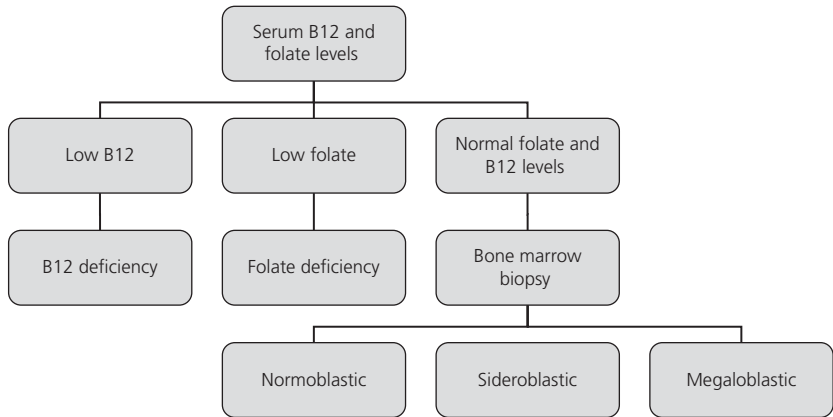 Serum B12 and
folate levels
Low B12
Low folate
Normal folate and
B12 levels
B12 deficiency
Folate deficiency
Bone marrow
biopsy
Normoblastic
Sideroblastic
Megaloblastic